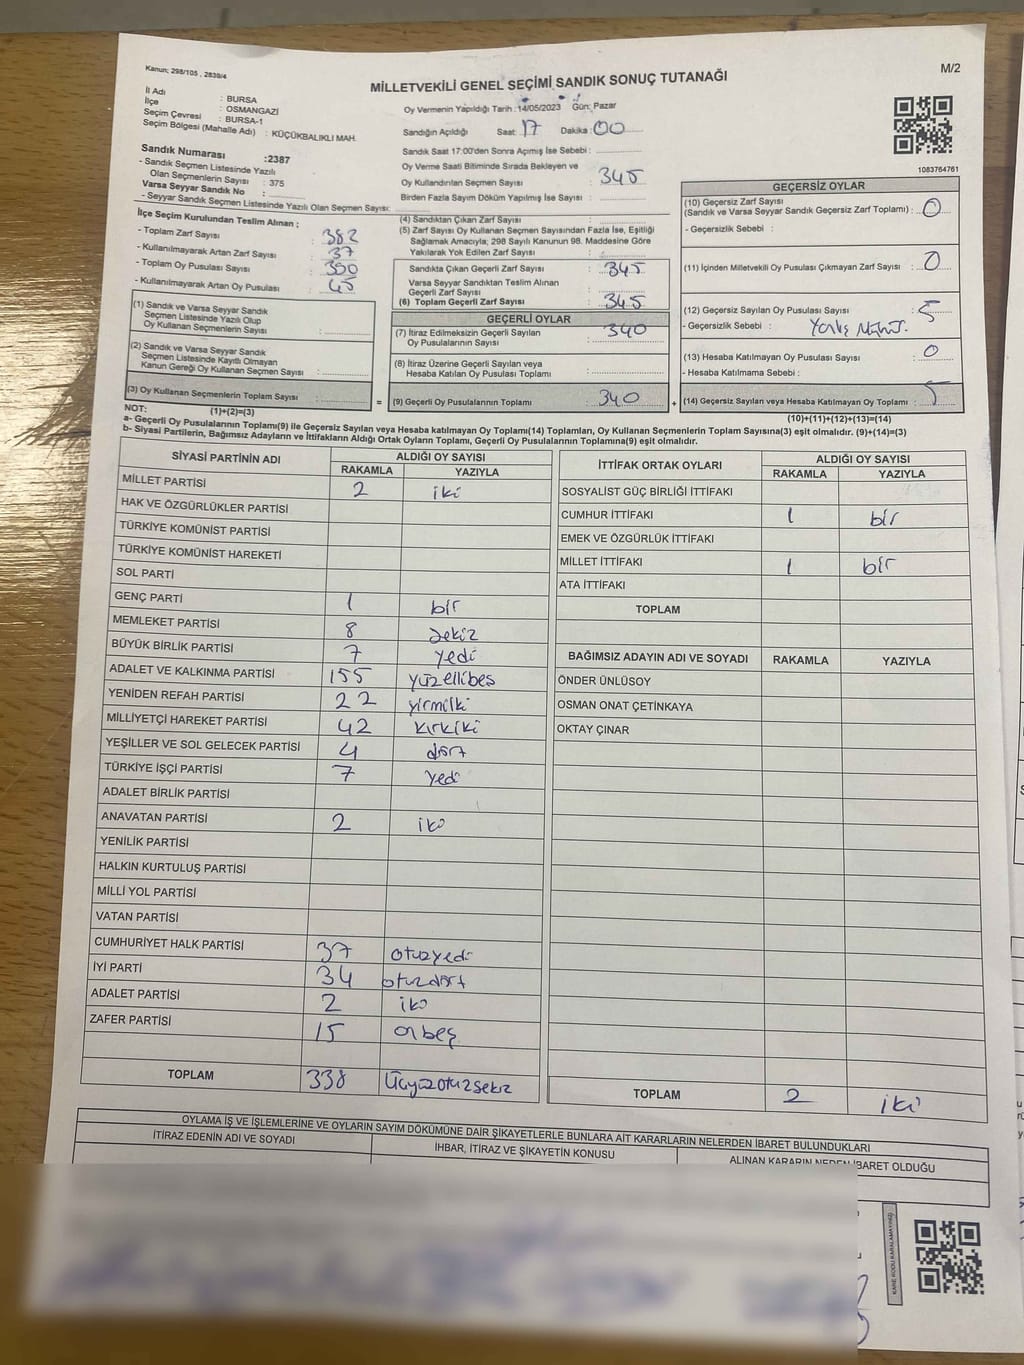 Kanun; 298/105 , 2839/4
MİLLETVEKİLİ GENEL SEÇİMİ SANDIK SONUÇ TUTANAĞI
M/2
İl Adı : BURSA
İlçe : OSMANGAZİ
Seçim Çevresi : BURSA-1
Seçim Bölgesi (Mahalle Adı) : KÜÇÜKBALIKLI MAH.
Oy Vermenin Yapıldığı Tarih : 14/05/2023 Gün: Pazar
Sandığın Açıldığı Saat: 17 Dakika: 00
Sandık Saat 17:00'den Sonra Açımış İse Sebebi :
Oy Verme Saati Bitiminde Sırada Bekleyen ve
Oy Kullandırılan Seçmen Sayısı : 345
Birden Fazla Sayım Döküm Yapılmış İse Sayısı :
1083764761
Sandık Numarası :2387
- Sandık Seçmen Listesinde Yazılı
Olan Seçmenlerin Sayısı : 375
Varsa Seyyar Sandık No :
- Seyyar Sandık Seçmen Listesinde Yazılı Olan Seçmen Sayısı:
İlçe Seçim Kurulundan Teslim Alınan ;
- Toplam Zarf Sayısı : 382
- Kullanılmayarak Artan Zarf Sayısı : 37
- Toplam Oy Pusulası Sayısı : 390
- Kullanılmayarak Artan Oy Pusulası : 45
(1) Sandık ve Varsa Seyyar Sandık
Seçmen Listesinde Yazılı Olup
Oy Kullanan Seçmenlerin Sayısı :
(2) Sandık ve Varsa Seyyar Sandık
Seçmen Listesinde Kayıtlı Olmayan
Kanun Gereği Oy Kullanan Seçmen Sayısı :
(3) Oy Kullanan Seçmenlerin Toplam Sayısı :
(1)+(2)=(3)
(4) Sandıktan Çıkan Zarf Sayısı :
(5) Zarf Sayısı Oy Kullanan Seçmen Sayısından Fazla İse, Eşitliği
Sağlamak Amacıyla; 298 Sayılı Kanunun 98. Maddesine Göre
Yakılarak Yok Edilen Zarf Sayısı :
Sandıkta Çıkan Geçerli Zarf Sayısı : 345
Varsa Seyyar Sandıktan Teslim Alınan
Geçerli Zarf Sayısı :
(6) Toplam Geçerli Zarf Sayısı : 345
GEÇERLİ OYLAR
(7) İtiraz Edilmeksizin Geçerli Sayılan
Oy Pusulalarının Sayısı : 340
(8) İtiraz Üzerine Geçerli Sayılan veya
Hesaba Katılan Oy Pusulası Toplamı :
= (9) Geçerli Oy Pusulalarının Toplamı : 340 +
GEÇERSİZ OYLAR
(10) Geçersiz Zarf Sayısı
(Sandık ve Varsa Seyyar Sandık Geçersiz Zarf Toplamı) : 0
- Geçersizlik Sebebi :
(11) İçinden Milletvekili Oy Pusulası Çıkmayan Zarf Sayısı : 0
(12) Geçersiz Sayılan Oy Pusulası Sayısı : 5
- Geçersizlik Sebebi :
(13) Hesaba Katılmayan Oy Pusulası Sayısı : 0
- Hesaba Katılmama Sebebi :
(14) Geçersiz Sayılan veya Hesaba Katılmayan Oy Toplamı : 5
(10)+(11)+(12)+(13)=(14)
NOT:
a- Geçerli Oy Pusulalarının Toplamı(9) ile Geçersiz Sayılan veya Hesaba katılmayan Oy Toplamı(14) Toplamları, Oy Kullanan Seçmenlerin Toplam Sayısına(3) eşit olmalıdır. (9)+(14)=(3)
b- Siyasi Partilerin, Bağımsız Adayların ve İttifakların Aldığı Ortak Oyların Toplamı, Geçerli Oy Pusulalarının Toplamına(9) eşit olmalıdır.
SİYASİ PARTİNİN ADI ALDIĞI OY SAYISI
RAKAMLA YAZIYLA
MİLLET PARTİSİ 2 iki
HAK VE ÖZGÜRLÜKLER PARTİSİ
TÜRKİYE KOMÜNİST PARTİSİ
TÜRKİYE KOMÜNİST HAREKETİ
SOL PARTİ
GENÇ PARTİ 1 bir
MEMLEKET PARTİSİ 8 sekiz
BÜYÜK BİRLİK PARTİSİ 7 yedi
ADALET VE KALKINMA PARTİSİ 155 yüzellibeş
YENİDEN REFAH PARTİSİ 22 yirmiiki
MİLLİYETÇİ HAREKET PARTİSİ 42 kırkiki
YEŞİLLER VE SOL GELECEK PARTİSİ 4 dört
TÜRKİYE İŞÇİ PARTİSİ 7 yedi
ADALET BİRLİK PARTİSİ
ANAVATAN PARTİSİ 2 iki
YENİLİK PARTİSİ
HALKIN KURTULUŞ PARTİSİ
MİLLİ YOL PARTİSİ
VATAN PARTİSİ
CUMHURİYET HALK PARTİSİ 37 otuzyedi
İYİ PARTİ 34 otuzdört
ADALET PARTİSİ 2 iki
ZAFER PARTİSİ 15 onbeş
TOPLAM 338 üçyüzotuzsekiz
İTTİFAK ORTAK OYLARI ALDIĞI OY SAYISI
RAKAMLA YAZIYLA
SOSYALİST GÜÇ BİRLİĞİ İTTİFAKI
CUMHUR İTTİFAKI 1 bir
EMEK VE ÖZGÜRLÜK İTTİFAKI
MİLLET İTTİFAKI 1 bir
ATA İTTİFAKI
TOPLAM
BAĞIMSIZ ADAYIN ADI VE SOYADI RAKAMLA YAZIYLA
ÖNDER ÜNLÜSOY
OSMAN ONAT ÇETİNKAYA
OKTAY ÇINAR
TOPLAM 2 iki
OYLAMA İŞ VE İŞLEMLERİNE VE OYLARIN SAYIM DÖKÜMÜNE DAİR ŞİKAYETLERLE BUNLARA AİT KARARLARIN NELERDEN İBARET BULUNDUKLARI
İTİRAZ EDENİN ADI VE SOYADI İHBAR, İTİRAZ VE ŞİKAYETİN KONUSU ALINAN KARARIN NEDEN İBARET OLDUĞU
KARE KODU KARALAMAYINIZ!